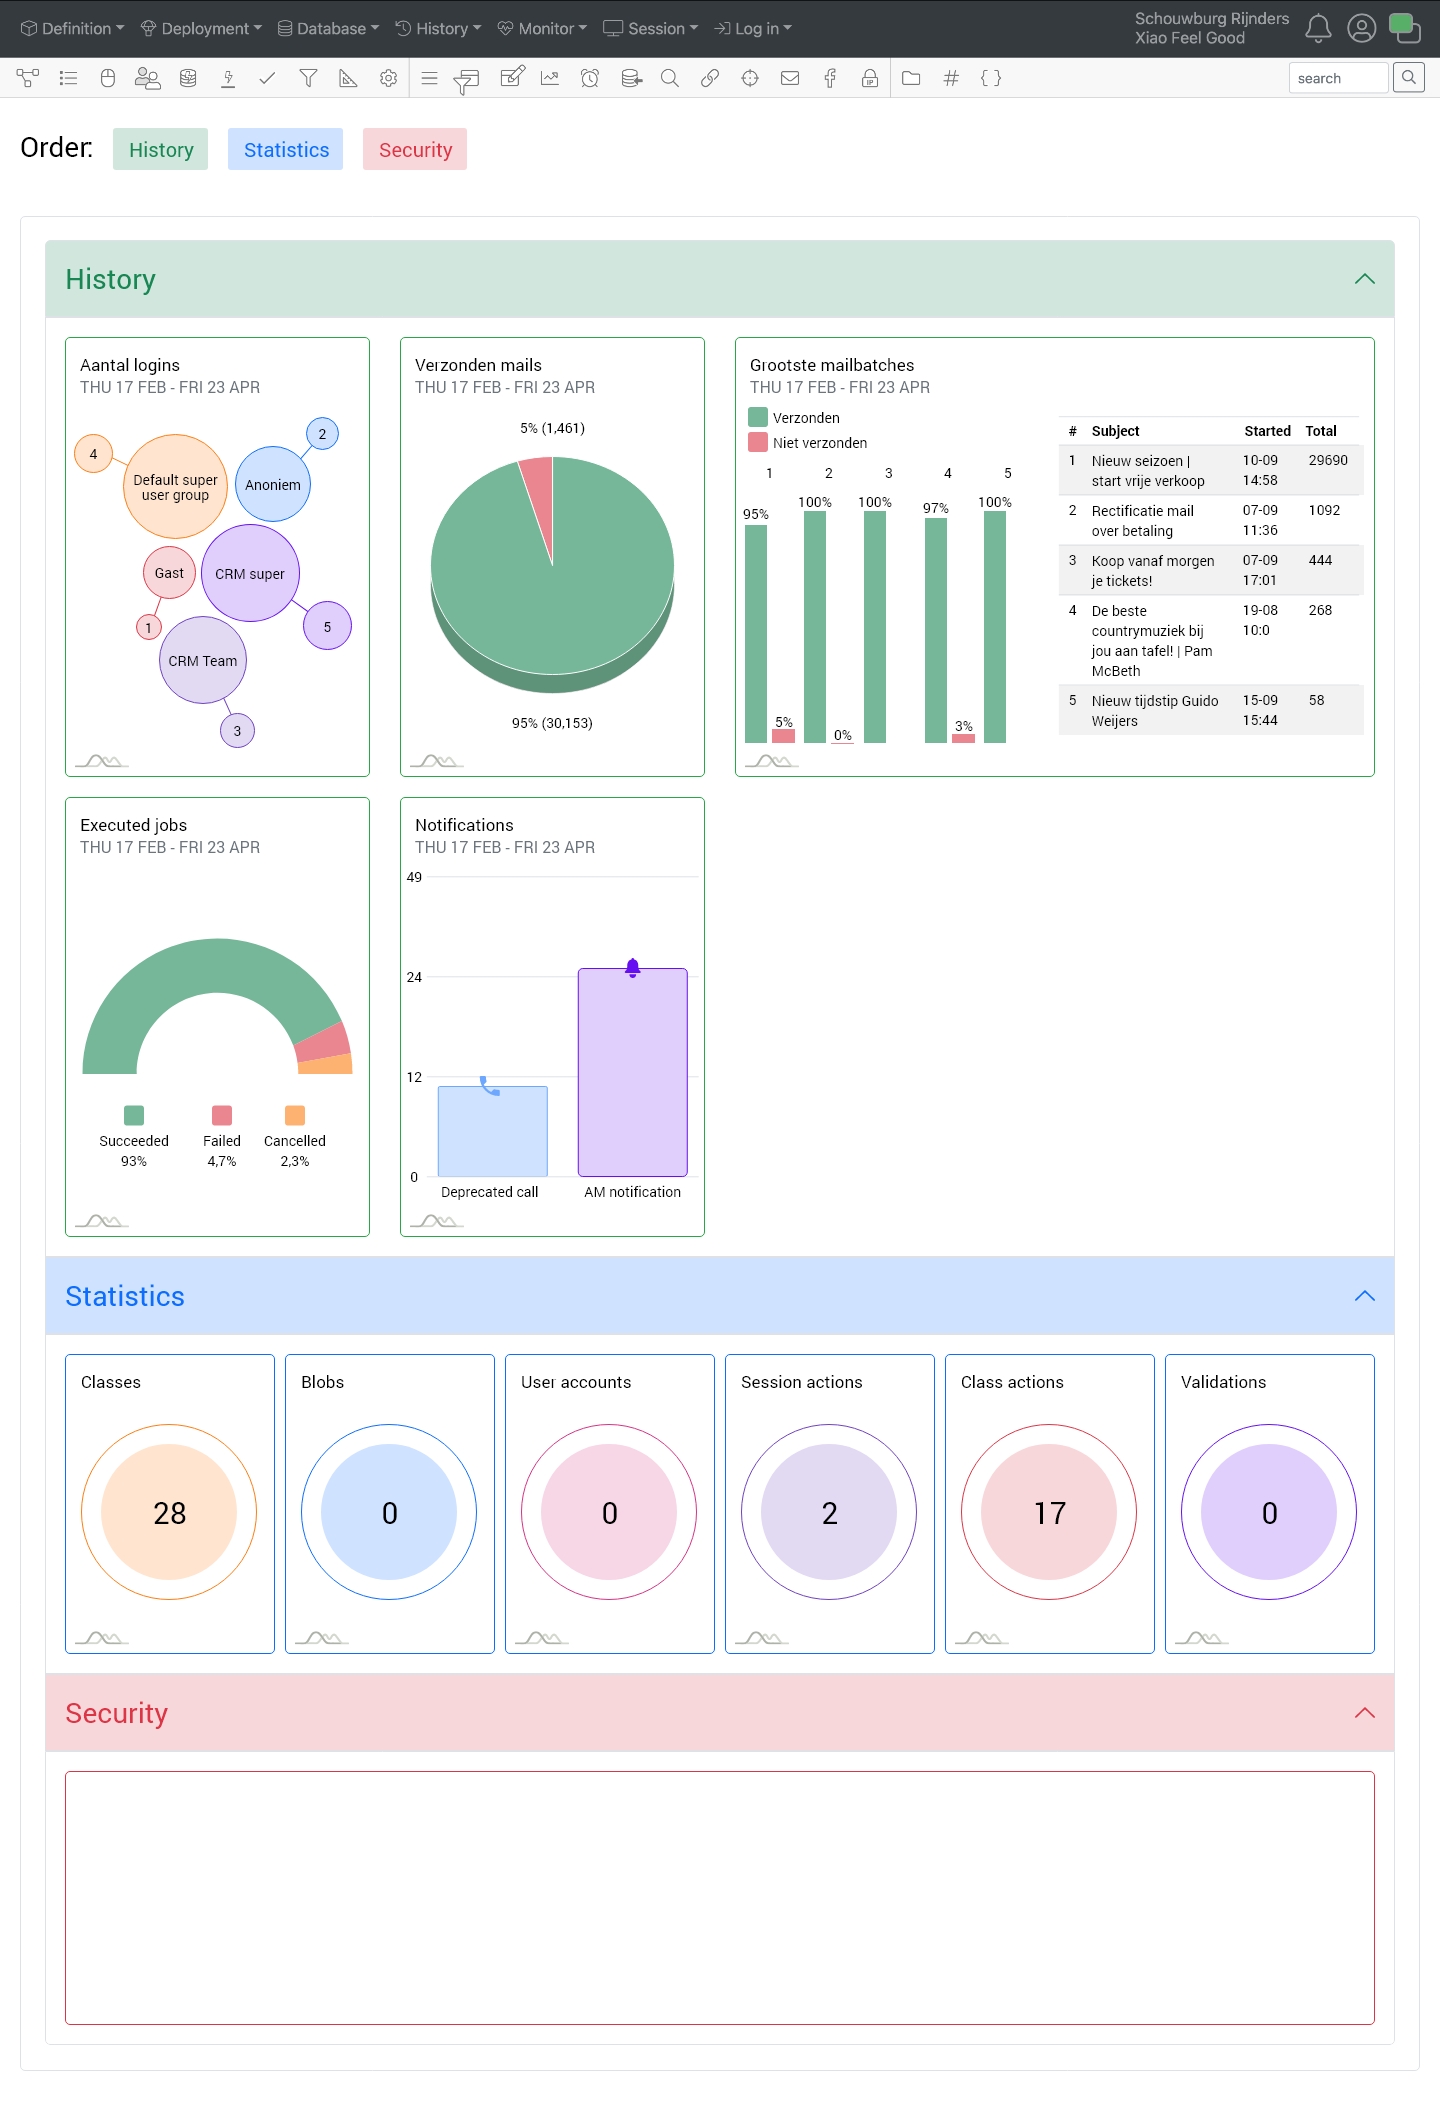 Definition Deployment Database History Monitor Session Log in
Schouwburg Rijnders
Xiao Feel Good
IP
search
Order: History Statistics Security
History
Aantal logins
THU 17 FEB - FRI 23 APR
2
4
Default super
user group
Anoniem
Gast
CRM super
1
5
CRM Team
3
Verzonden mails
THU 17 FEB - FRI 23 APR
5% (1,461)
95% (30,153)
Grootste mailbatches
THU 17 FEB - FRI 23 APR
Verzonden
Niet verzonden
1 2 3 4 5
95% 100% 100% 97% 100%
5% 0% 3%
# Subject Started Total
1 Nieuw seizoen | 10-09 29690
start vrije verkoop 14:58
2 Rectificatie mail 07-09 1092
over betaling 11:36
3 Koop vanaf morgen 07-09 444
je tickets! 17:01
4 De beste 19-08 268
countrymuziek bij 10:0
jou aan tafel! | Pam
McBeth
5 Nieuw tijdstip Guido 15-09 58
Weijers 15:44
Executed jobs
THU 17 FEB - FRI 23 APR
Succeeded Failed Cancelled
93% 4,7% 2,3%
Notifications
THU 17 FEB - FRI 23 APR
49
24
12
0
Deprecated call AM notification
Statistics
Classes Blobs User accounts Session actions Class actions Validations
28 0 0 2 17 0
Security